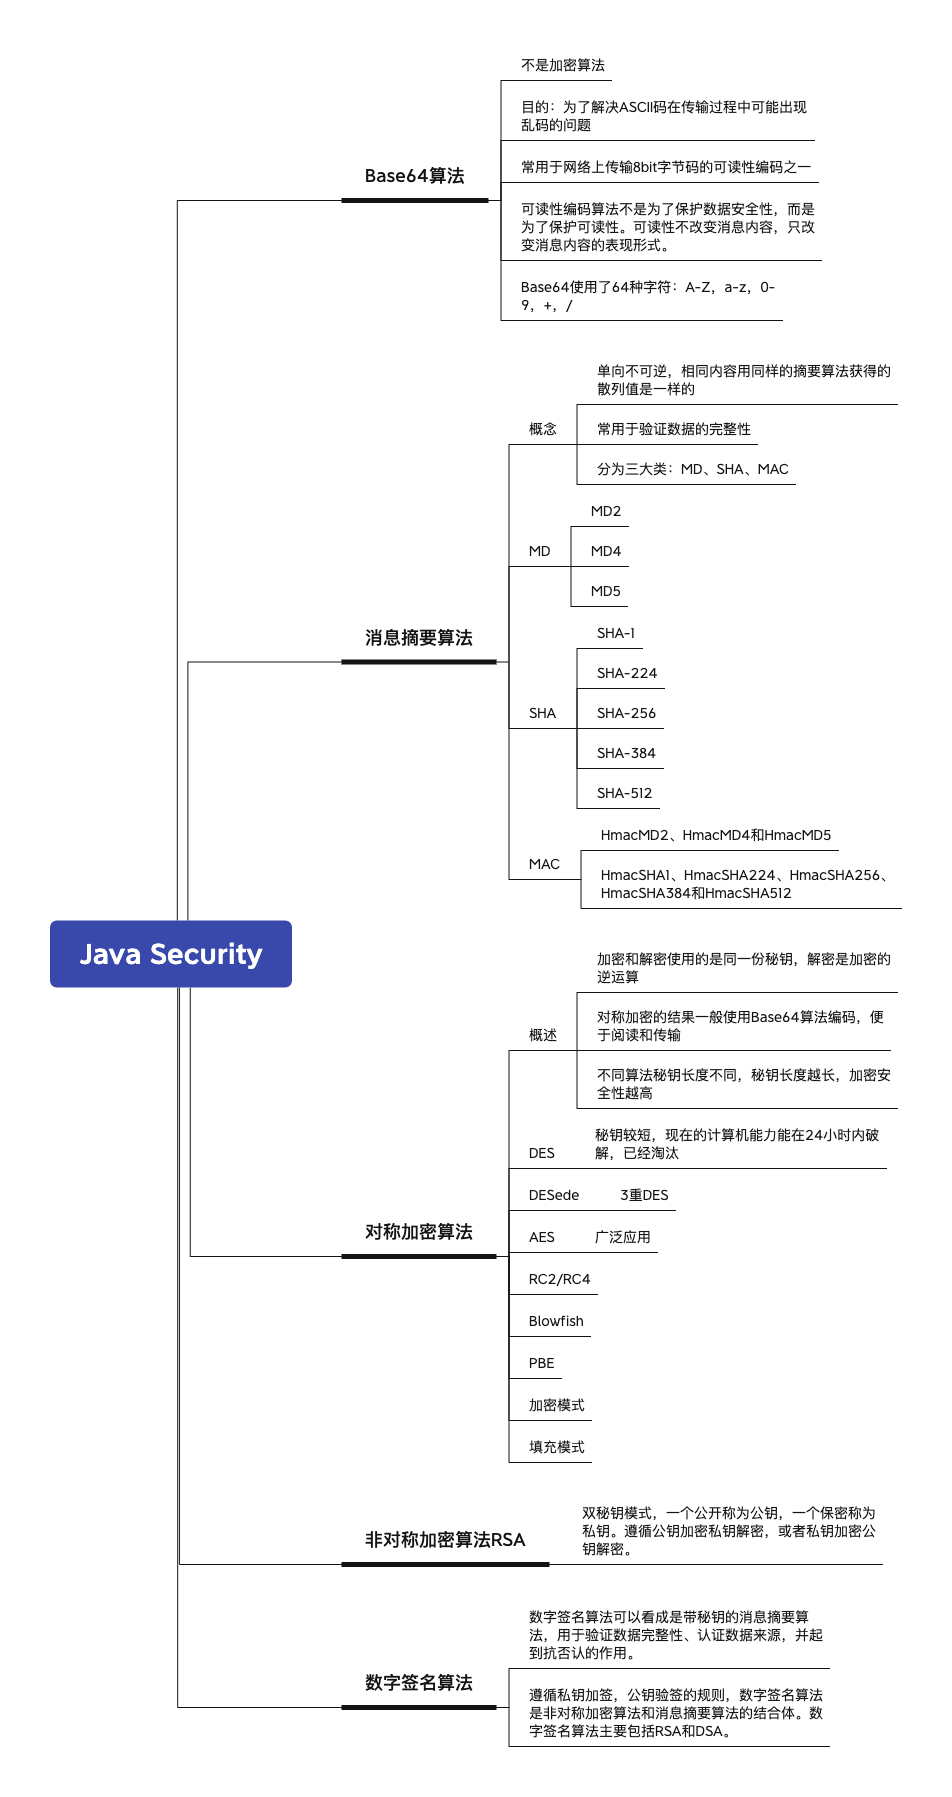 Java Security
Base64算法
不是加密算法
目的：为了解决ASCII码在传输过程中可能出现
乱码的问题
常用于网络上传输8bit字节码的可读性编码之一
可读性编码算法不是为了保护数据安全性，而是
为了保护可读性。可读性不改变消息内容，只改
变消息内容的表现形式。
Base64使用了64种字符：A-Z，a-z，0-
9，+，/
消息摘要算法
概念
单向不可逆，相同内容用同样的摘要算法获得的
散列值是一样的
常用于验证数据的完整性
分为三大类：MD、SHA、MAC
MD
MD2
MD4
MD5
SHA
SHA-1
SHA-224
SHA-256
SHA-384
SHA-512
MAC
HmacMD2、HmacMD4和HmacMD5
HmacSHA1、HmacSHA224、HmacSHA256、
HmacSHA384和HmacSHA512
对称加密算法
概述
加密和解密使用的是同一份秘钥，解密是加密的
逆运算
对称加密的结果一般使用Base64算法编码，便
于阅读和传输
不同算法秘钥长度不同，秘钥长度越长，加密安
全性越高
DES
秘钥较短，现在的计算机能力能在24小时内破
解，已经淘汰
DESede
3重DES
AES
广泛应用
RC2/RC4
Blowfish
PBE
加密模式
填充模式
非对称加密算法RSA
双秘钥模式，一个公开称为公钥，一个保密称为
私钥。遵循公钥加密私钥解密，或者私钥加密公
钥解密。
数字签名算法
数字签名算法可以看成是带秘钥的消息摘要算
法，用于验证数据完整性、认证数据来源，并起
到抗否认的作用。
遵循私钥加签，公钥验签的规则，数字签名算法
是非对称加密算法和消息摘要算法的结合体。数
字签名算法主要包括RSA和DSA。